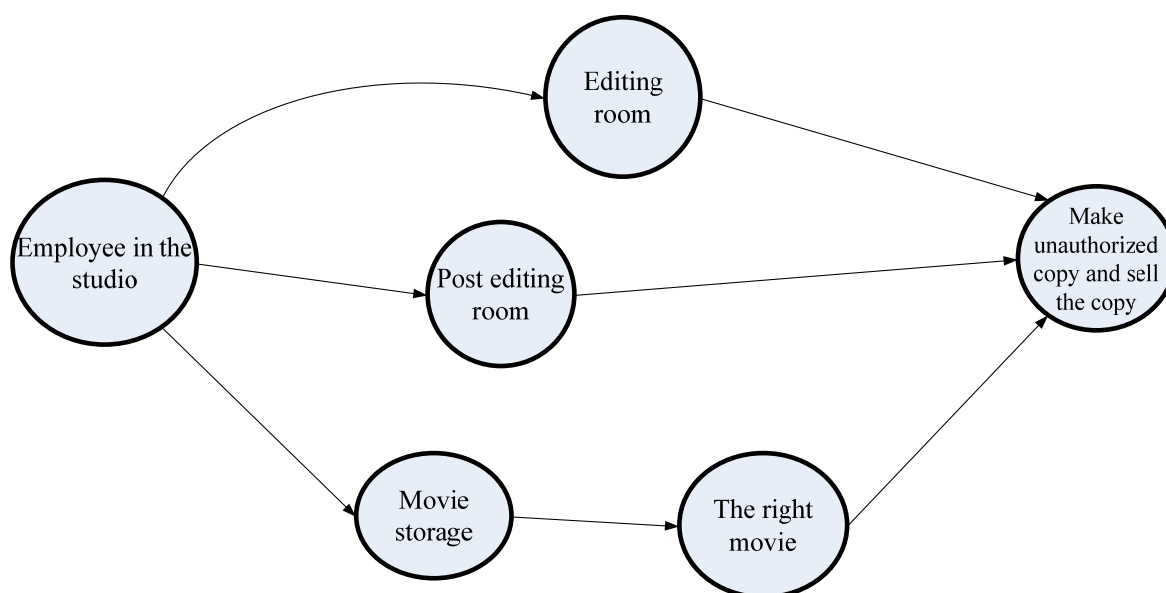 Editing
room
Employee in the
studio
Post editing
room
Make
unauthorized
copy and sell
the copy
Movie
storage
The right
movie